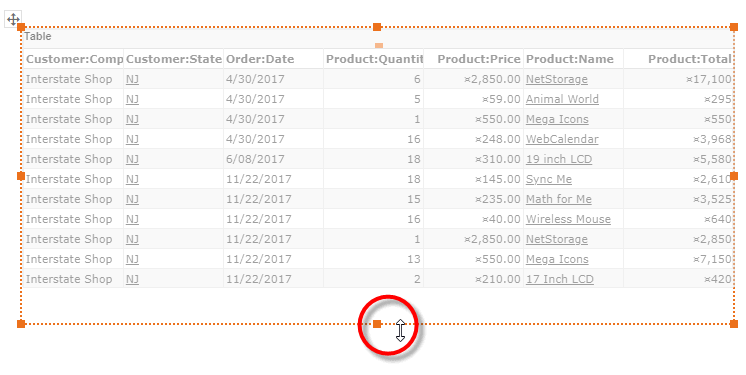 Table
Customer:Comp Customer:State Order:Date Product:Quantit Product:Price Product:Name Product:Total
Interstate Shop NJ 4/30/2017 6 ¤2,850.00 NetStorage ¤17,100
Interstate Shop NJ 4/30/2017 5 ¤59.00 Animal World ¤295
Interstate Shop NJ 4/30/2017 1 ¤550.00 Mega Icons ¤550
Interstate Shop NJ 4/30/2017 16 ¤248.00 WebCalendar ¤3,968
Interstate Shop NJ 6/08/2017 18 ¤310.00 19 inch LCD ¤5,580
Interstate Shop NJ 11/22/2017 18 ¤145.00 Sync Me ¤2,610
Interstate Shop NJ 11/22/2017 15 ¤235.00 Math for Me ¤3,525
Interstate Shop NJ 11/22/2017 16 ¤40.00 Wireless Mouse ¤640
Interstate Shop NJ 11/22/2017 1 ¤2,850.00 NetStorage ¤2,850
Interstate Shop NJ 11/22/2017 13 ¤550.00 Mega Icons ¤7,150
Interstate Shop NJ 11/22/2017 2 ¤210.00 17 Inch LCD ¤420